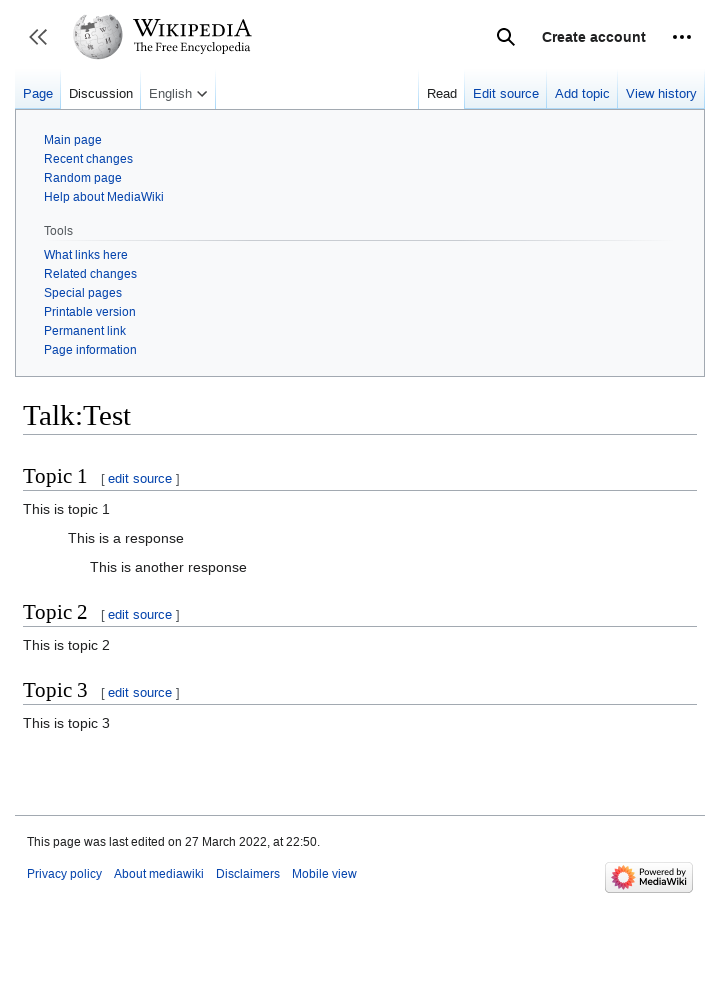 WIKIPEDIA
The Free Encyclopedia
Create account
Page Discussion English
Read Edit source Add topic View history
Main page
Recent changes
Random page
Help about MediaWiki
Tools
What links here
Related changes
Special pages
Printable version
Permanent link
Page information
Talk:Test
Topic 1 [ edit source ]
This is topic 1
This is a response
This is another response
Topic 2 [ edit source ]
This is topic 2
Topic 3 [ edit source ]
This is topic 3
This page was last edited on 27 March 2022, at 22:50.
Privacy policy About mediawiki Disclaimers Mobile view
Powered by
MediaWiki